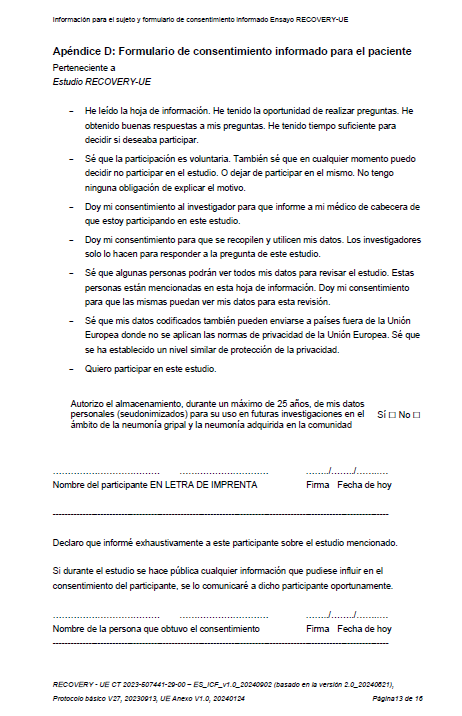 Información para el sujeto y formulario de consentimiento informado Ensayo RECOVERY-UE
Apéndice D: Formulario de consentimiento informado para el paciente
Perteneciente a
Estudio RECOVERY-UE
– He leído la hoja de información. He tenido la oportunidad de realizar preguntas. He
obtenido buenas respuestas a mis preguntas. He tenido tiempo suficiente para
decidir si deseaba participar.
– Sé que la participación es voluntaria. También sé que en cualquier momento puedo
decidir no participar en el estudio. O dejar de participar en el mismo. No tengo
ninguna obligación de explicar el motivo.
– Doy mi consentimiento al investigador para que informe a mi médico de cabecera de
que estoy participando en este estudio.
– Doy mi consentimiento para que se recopilen y utilicen mis datos. Los investigadores
solo lo hacen para responder a la pregunta de este estudio.
– Sé que algunas personas podrán ver todos mis datos para revisar el estudio. Estas
personas están mencionadas en esta hoja de información. Doy mi consentimiento
para que las mismas puedan ver mis datos para esta revisión.
– Sé que mis datos codificados también pueden enviarse a países fuera de la Unión
Europea donde no se aplican las normas de privacidad de la Unión Europea. Sé que
se ha establecido un nivel similar de protección de la privacidad.
– Quiero participar en este estudio.
Autorizo el almacenamiento, durante un máximo de 25 años, de mis datos
personales (seudonimizados) para su uso en futuras investigaciones en el Sí ☐ No ☐
ámbito de la neumonía gripal y la neumonía adquirida en la comunidad
.................................... .............................. ......../......../...........
Nombre del participante EN LETRA DE IMPRENTA Firma Fecha de hoy
--------------------------------------------------------------------------------
Declaro que informé exhaustivamente a este participante sobre el estudio mencionado.
Si durante el estudio se hace pública cualquier información que pudiese influir en el
consentimiento del participante, se lo comunicaré a dicho participante oportunamente.
.................................... .............................. ......../......../...........
Nombre de la persona que obtuvo el consentimiento Firma Fecha de hoy
--------------------------------------------------------------------------------
RECOVERY - UE CT 2023-507441-29-00 – ES_ICF_v1.0_20240902 (basado en la versión 2.0_20240621),
Protocolo básico V27, 20230913, UE Anexo V1.0, 20240124 Página13 de 16